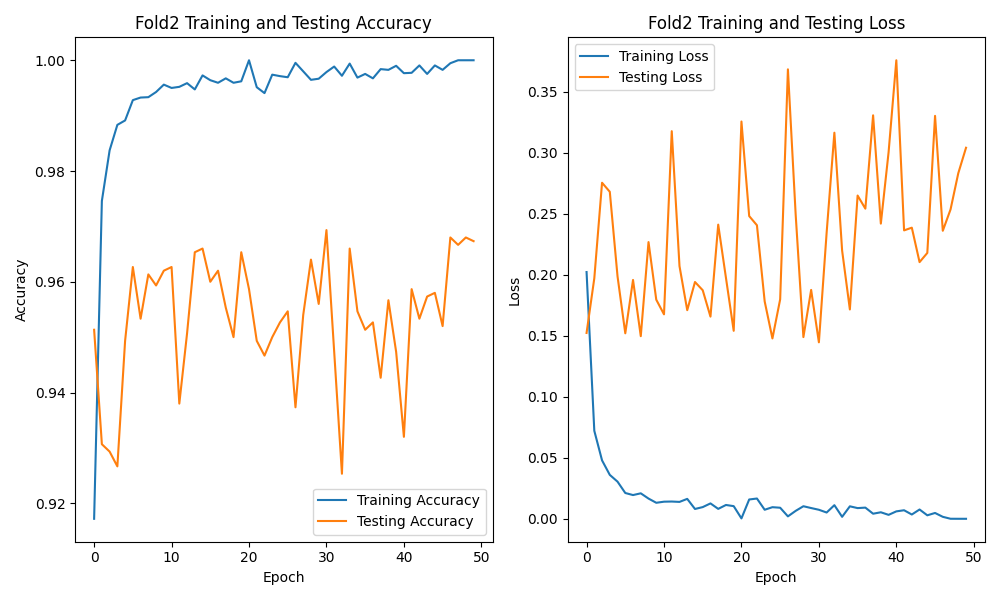 Fold2 Training and Testing Accuracy
1.00
0.98
0.96
0.94
0.92
Accuracy
0
10
20
30
40
50
Epoch
Training Accuracy
Testing Accuracy
Fold2 Training and Testing Loss
Training Loss
Testing Loss
0.35
0.30
0.25
0.20
0.15
0.10
0.05
0.00
Loss
0
10
20
30
40
50
Epoch